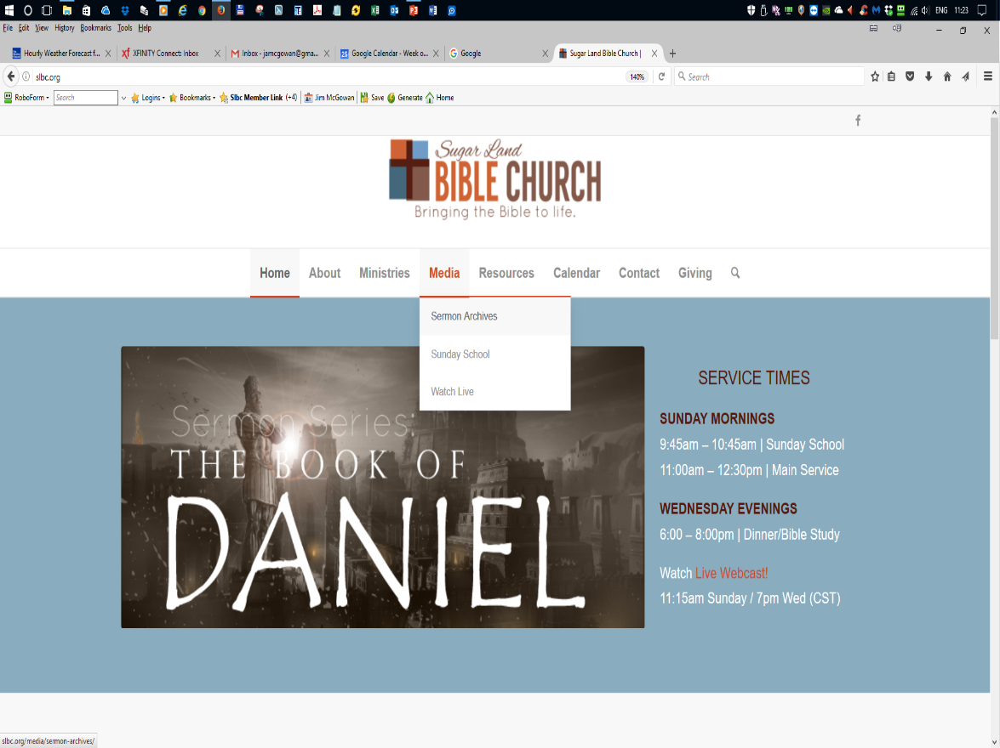 ENG 11:23
File Edit View History Bookmarks Tools Help
Hourly Weather Forecast f...
XFINITY Connect: Inbox
Inbox - jamcgowan@gma...
Google Calendar - Week o...
Google
Sugar Land Bible Church |
slbc.org
140%
Search
RoboForm
Search
Logins
Bookmarks
Slbc Member Link (+4)
Jim McGowan
Save
Generate
Home
Sugar Land
BIBLE CHURCH
Bringing the Bible to life.
Home About Ministries Media Resources Calendar Contact Giving
Sermon Archives
Sunday School
Watch Live
Sermon Series:
THE BOOK OF
DANIEL
SERVICE TIMES
SUNDAY MORNINGS
9:45am – 10:45am | Sunday School
11:00am – 12:30pm | Main Service
WEDNESDAY EVENINGS
6:00 – 8:00pm | Dinner/Bible Study
Watch Live Webcast!
11:15am Sunday / 7pm Wed (CST)
slbc.org/media/sermon-archives/